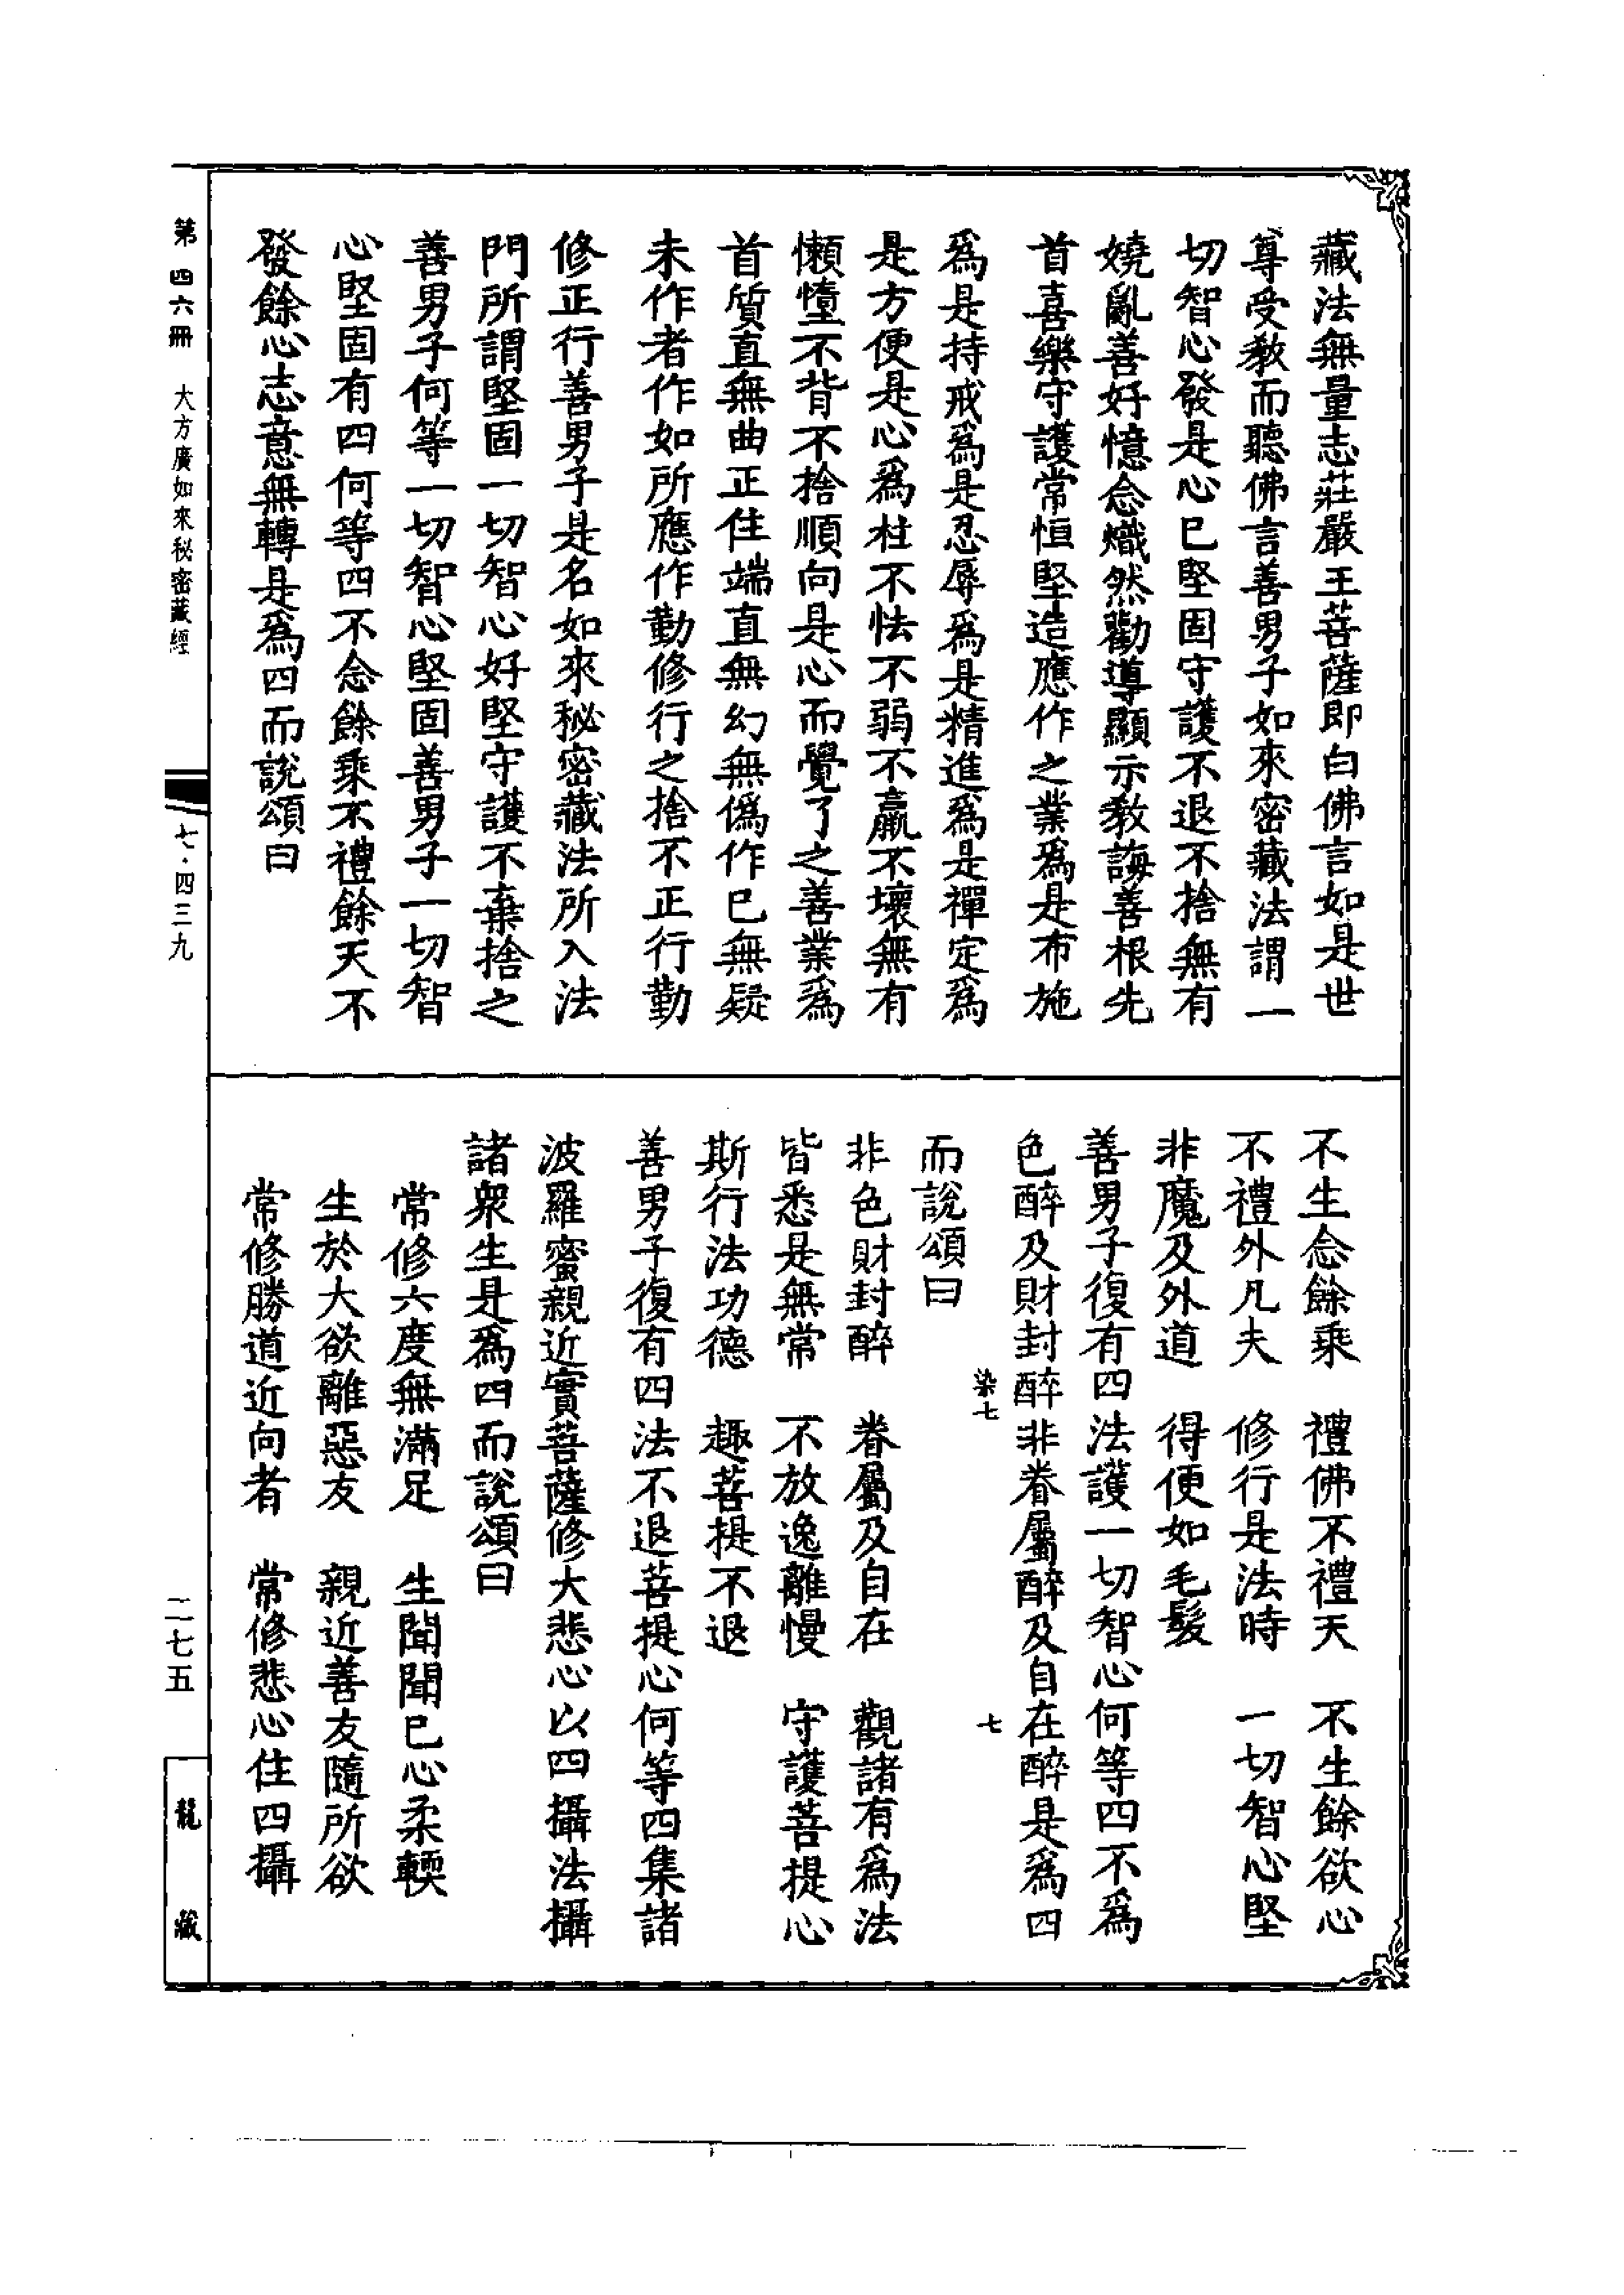 藏法無量志莊嚴王菩薩即白佛言如是世
尊受教而聽佛言善男子如來密藏法謂一
切智心發是心已堅固守護不退不捨無有
嬈亂善好憶念熾然勸導顯示教誨善根先
首喜樂守護常恒堅造應作之業爲是布施
爲是持戒爲是忍辱爲是精進爲是禪定爲
是方便是心爲柱不怯不弱不羸不壞無有
懶憧不背不捨順向是心而覺了之善業爲
首質直無曲正住端直無幻無僞作已無疑
未作者作如所應作勤修行之捨不正行勤
修正行善男子是名如來秘密藏法所入法
門所謂堅固一切智心好堅守護不棄捨之
善男子何等一切智心堅固善男子一切智
心堅固有四何等四不念餘乘不禮餘天不
發餘心志意無轉是爲四而說頌曰
不生念餘乘　禮佛不禮天　不生餘欲心
不禮外凡夫　修行是法時　一切智心堅
非魔及外道　得便如毛髮
善男子復有四法護一切智心何等四不爲
色醉及財封醉非眷屬醉及自在醉是爲四
染七　七
而說頌曰
非色財封醉　眷屬及自在　觀諸有爲法
皆悉是無常　不放逸離慢　守護菩提心
斯行法功德　趣菩提不退
善男子復有四法不退菩提心何等四集諸
波羅蜜親近實菩薩修大悲心以四攝法攝
諸衆生是爲四而說頌曰
常修六度無滿足　生聞聞已心柔輭
生於大欲離惡友　親近善友隨所欲
常修勝道近向者　常修悲心住四攝
第四六冊　大方廣如來秘密藏經
七·四三九
二七五
龍藏